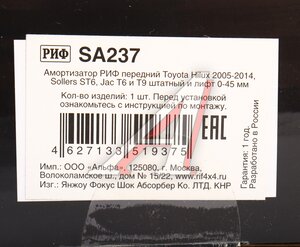 РИФ SA237
Амортизатор РИФ передний Toyota Hilux 2005-2014,
Sollers ST6, Jac T6 и T9 штатный и лифт 0-45 мм
Кол-во изделий: 1 шт. Перед установкой
ознакомьтесь с инструкцией по монтажу.
EAC
4 627133 519375
Имп.: ООО «Альфа», 125080, г. Москва,
Волоколамское ш., дом № 15/22, www.rif4x4.ru
Изг.: Янжоу Фокус Шок Абсорбер Ко. ЛТД. КНР
Гарантия: 1 год.
Разработано в России